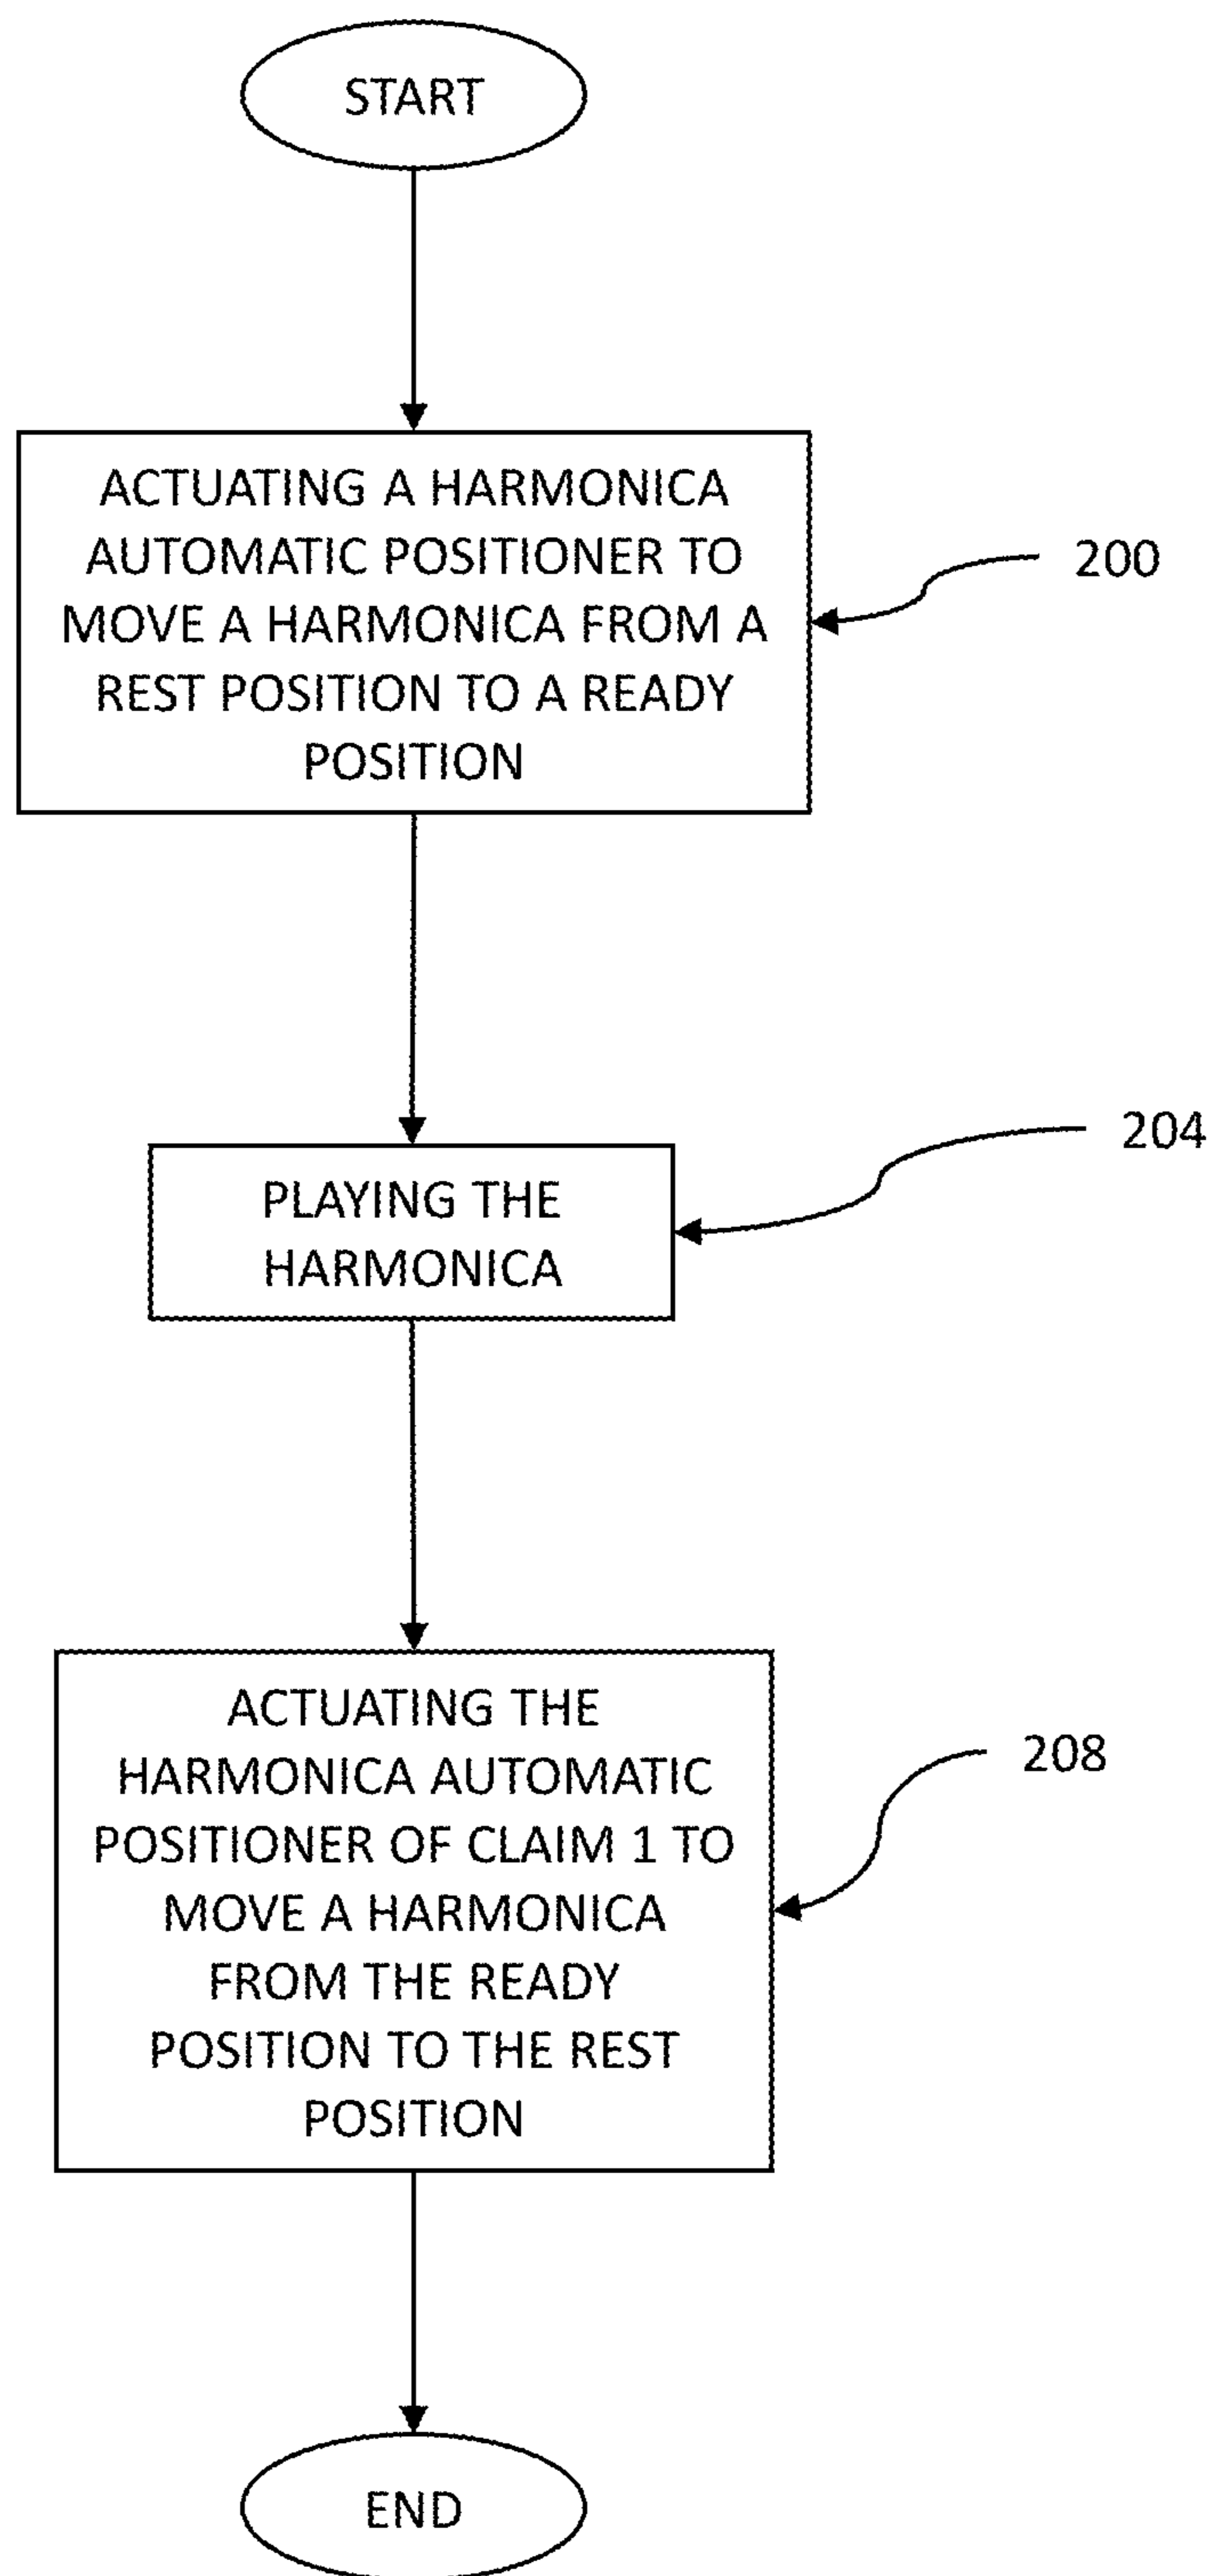 START
ACTUATING A HARMONICA
AUTOMATIC POSITIONER TO
MOVE A HARMONICA FROM A
REST POSITION TO A READY
POSITION
200
PLAYING THE
HARMONICA
204
ACTUATING THE
HARMONICA AUTOMATIC
POSITIONER OF CLAIM 1 TO
MOVE A HARMONICA
FROM THE READY
POSITION TO THE REST
POSITION
208
END